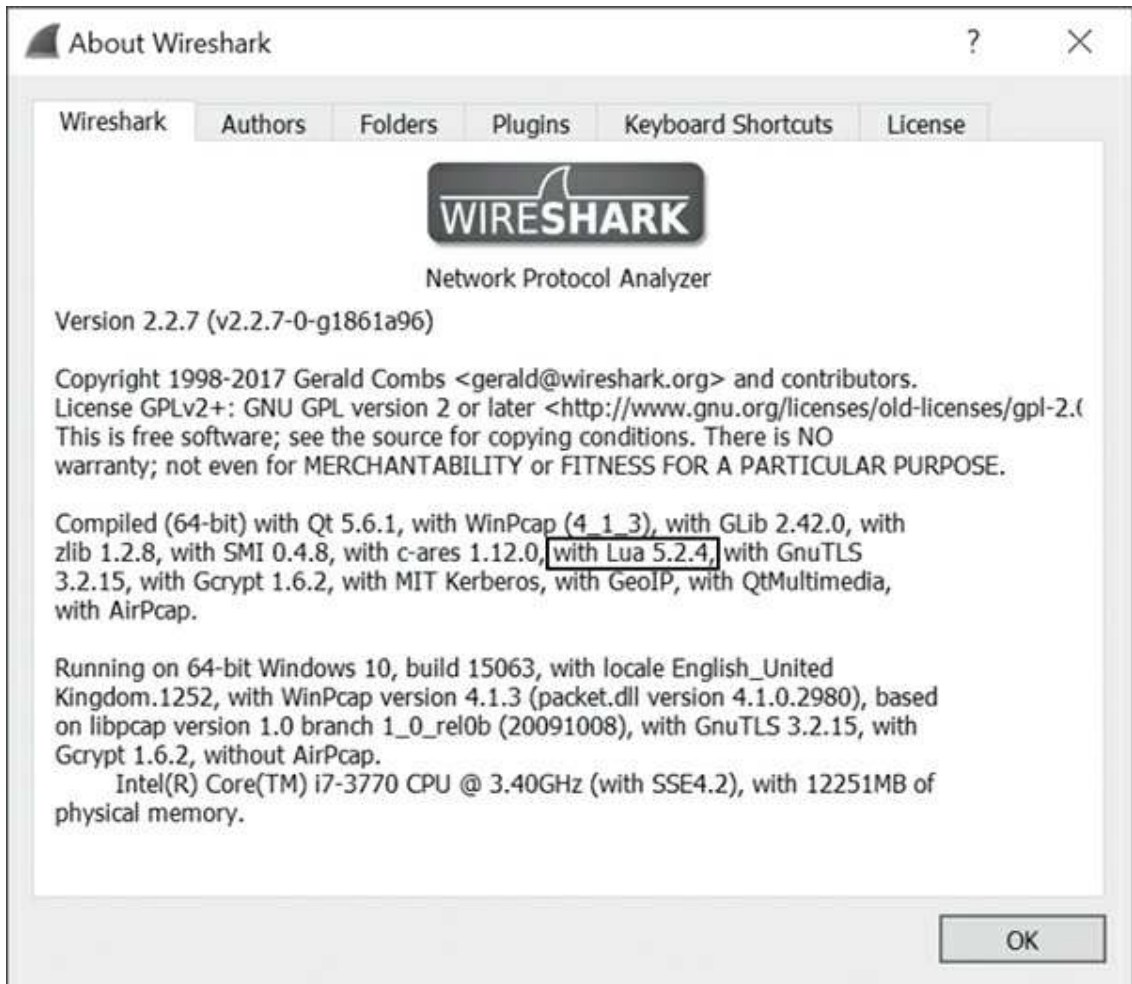 About Wireshark
?
Wireshark
Authors
Folders
Plugins
Keyboard Shortcuts
License
WIRESHARK
Network Protocol Analyzer
Version 2.2.7 (v2.2.7-0-g1861a96)
Copyright 1998-2017 Gerald Combs <gerald@wireshark.org> and contributors.
License GPLv2+: GNU GPL version 2 or later <http://www.gnu.org/licenses/old-licenses/gpl-2.(
This is free software; see the source for copying conditions. There is NO
warranty; not even for MERCHANTABILITY or FITNESS FOR A PARTICULAR PURPOSE.
Compiled (64-bit) with Qt 5.6.1, with WinPcap (4_1_3), with GLib 2.42.0, with
zlib 1.2.8, with SMI 0.4.8, with c-ares 1.12.0, with Lua 5.2.4, with GnuTLS
3.2.15, with Gcrypt 1.6.2, with MIT Kerberos, with GeoIP, with QtMultimedia,
with AirPcap.
Running on 64-bit Windows 10, build 15063, with locale English_United
Kingdom.1252, with WinPcap version 4.1.3 (packet.dll version 4.1.0.2980), based
on libpcap version 1.0 branch 1_0_rel0b (20091008), with GnuTLS 3.2.15, with
Gcrypt 1.6.2, without AirPcap.
Intel(R) Core(TM) i7-3770 CPU @ 3.40GHz (with SSE4.2), with 12251MB of
physical memory.
OK